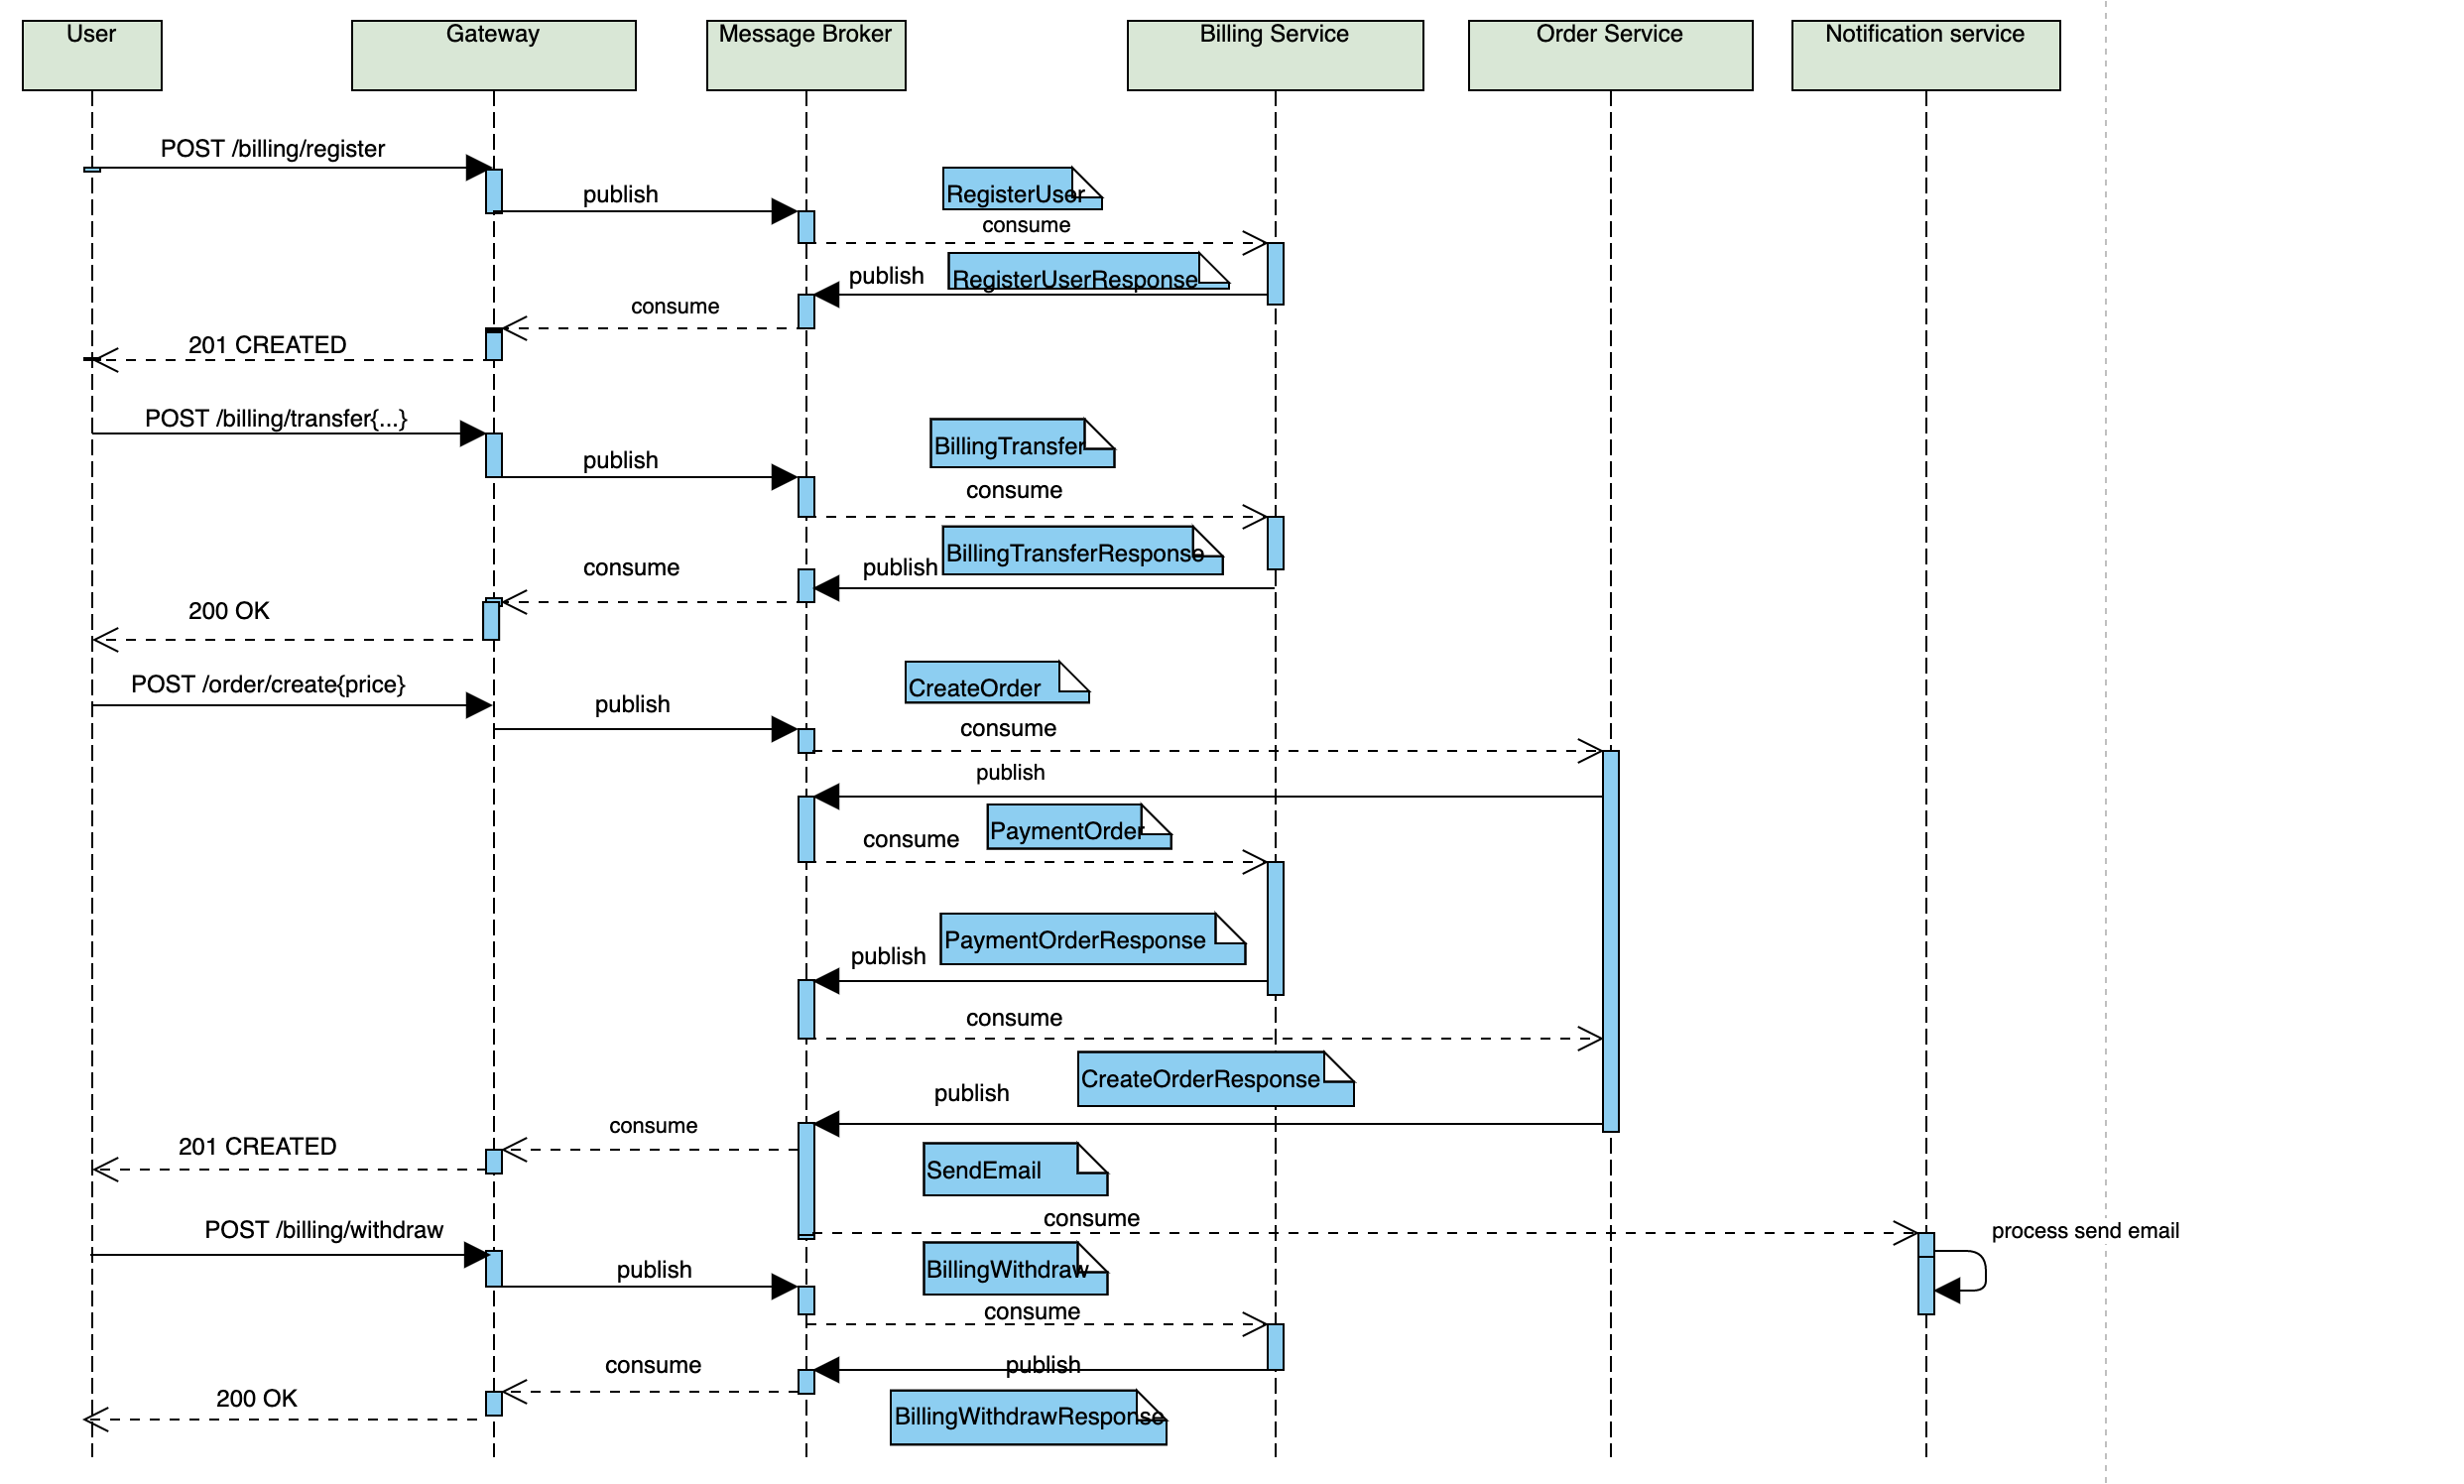 User
Gateway
Message Broker
Billing Service
Order Service
Notification service
POST /billing/register
publish
RegisterUser
consume
RegisterUserResponse
publish
consume
201 CREATED
POST /billing/transfer{...}
publish
BillingTransfer
consume
BillingTransferResponse
publish
consume
200 OK
POST /order/create{price}
publish
CreateOrder
consume
publish
PaymentOrder
consume
PaymentOrderResponse
publish
consume
CreateOrderResponse
publish
consume
201 CREATED
SendEmail
consume
process send email
POST /billing/withdraw
publish
BillingWithdraw
consume
publish
consume
200 OK
BillingWithdrawResponse